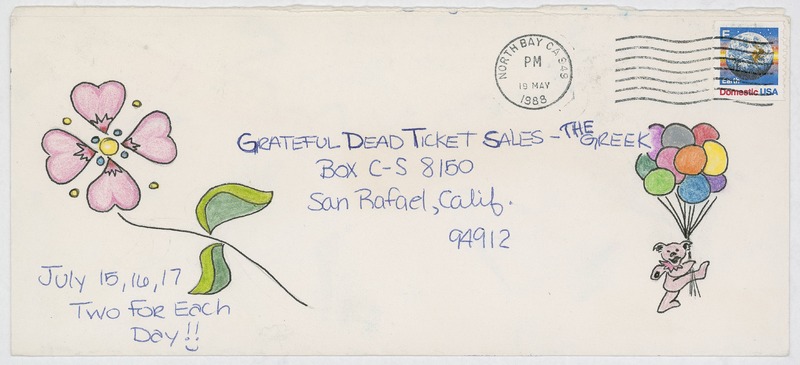 NORTH BAY CA 949
PM
19 MAY
1988
E
Earth
Domestic USA
GRATEFUL DEAD TICKET SALES - THE GREEK
BOX C-S 8150
San Rafael, Calif.
94912
July 15, 16, 17
Two for Each
Day!!